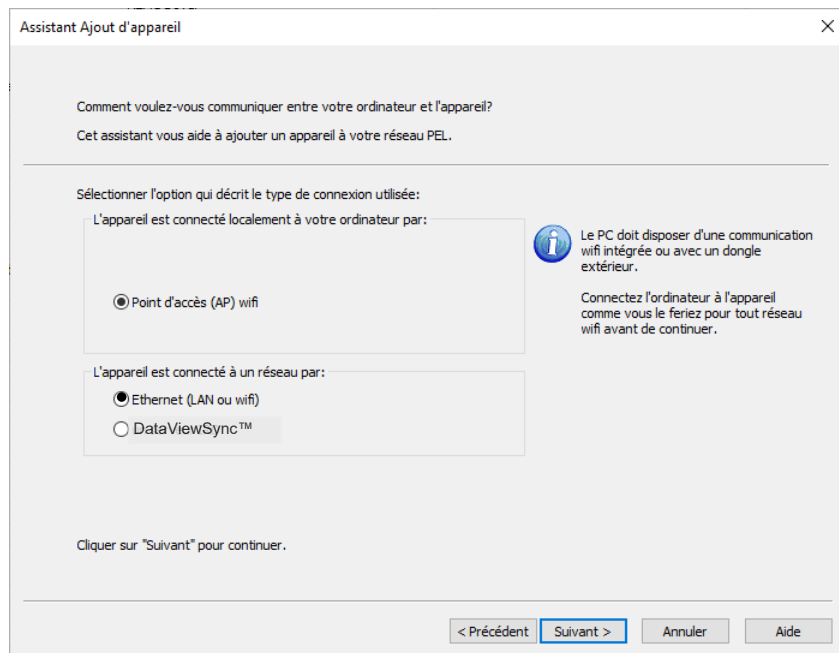 Assistant Ajout d'appareil
Comment voulez-vous communiquer entre votre ordinateur et l'appareil?
Cet assistant vous aide à ajouter un appareil à votre réseau PEL.
Sélectionner l'option qui décrit le type de connexion utilisée:
L'appareil est connecté localement à votre ordinateur par:
Point d'accès (AP) wifi
Le PC doit disposer d'une communication
wifi intégrée ou avec un dongle
extérieur.
Connectez l'ordinateur à l'appareil
comme vous le feriez pour tout réseau
wifi avant de continuer.
L'appareil est connecté à un réseau par:
Ethernet (LAN ou wifi)
DataViewSync™
Cliquer sur "Suivant" pour continuer.
< Précédent Suivant > Annuler Aide